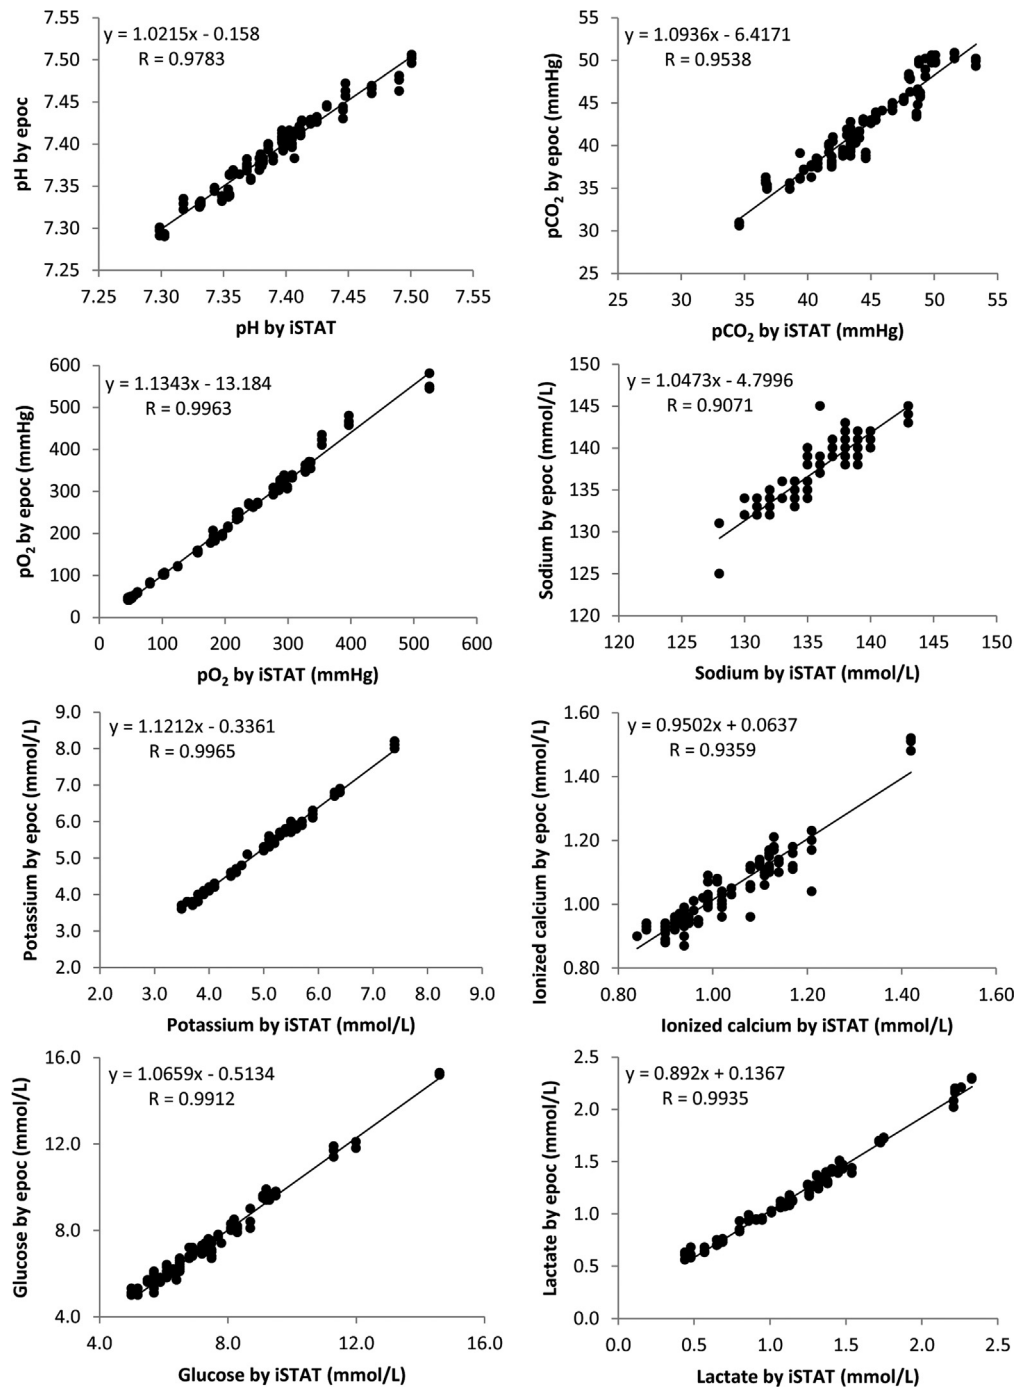 y = 1.0215x - 0.158
R = 0.9783
7.55
7.50
7.45
7.40
7.35
7.30
7.25
pH by epoc
7.25 7.30 7.35 7.40 7.45 7.50 7.55
pH by iSTAT
y = 1.0936x - 6.4171
R = 0.9538
55
50
45
40
35
30
25
pCO2 by epoc (mmHg)
25 35 45 55
pCO2 by iSTAT (mmHg)
y = 1.1343x - 13.184
R = 0.9963
600
500
400
300
200
100
0
pO2 by epoc (mmHg)
0 100 200 300 400 500 600
pO2 by iSTAT (mmHg)
y = 1.0473x - 4.7996
R = 0.9071
150
145
140
135
130
125
120
Sodium by epoc (mmol/L)
120 125 130 135 140 145 150
Sodium by iSTAT (mmol/L)
y = 1.1212x - 0.3361
R = 0.9965
9.0
8.0
7.0
6.0
5.0
4.0
3.0
2.0
Potassium by epoc (mmol/L)
2.0 3.0 4.0 5.0 6.0 7.0 8.0 9.0
Potassium by iSTAT (mmol/L)
y = 0.9502x + 0.0637
R = 0.9359
1.60
1.40
1.20
1.00
0.80
Ionized calcium by epoc (mmol/L)
0.80 1.00 1.20 1.40 1.60
Ionized calcium by iSTAT (mmol/L)
y = 1.0659x - 0.5134
R = 0.9912
16.0
12.0
8.0
4.0
Glucose by epoc (mmol/L)
4.0 8.0 12.0 16.0
Glucose by iSTAT (mmol/L)
y = 0.892x + 0.1367
R = 0.9935
2.5
2.0
1.5
1.0
0.5
0.0
Lactate by epoc (mmol/L)
0.0 0.5 1.0 1.5 2.0 2.5
Lactate by iSTAT (mmol/L)